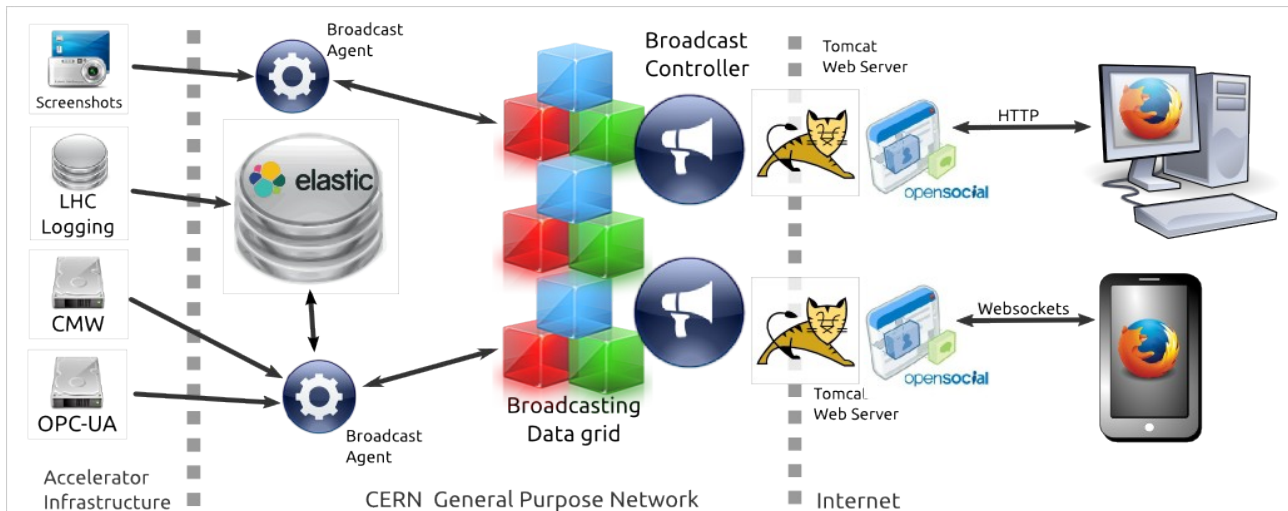 Broadcast
Agent
Broadcast
Controller
Tomcat
Web Server
Screenshots
HTTP
elastic
LHC
Logging
opensocial
CMW
Websockets
OPC-UA
opensocial
Broadcasting
Data grid
Tomcat
Web Server
Broadcast
Agent
Accelerator
Infrastructure
CERN General Purpose Network
Internet